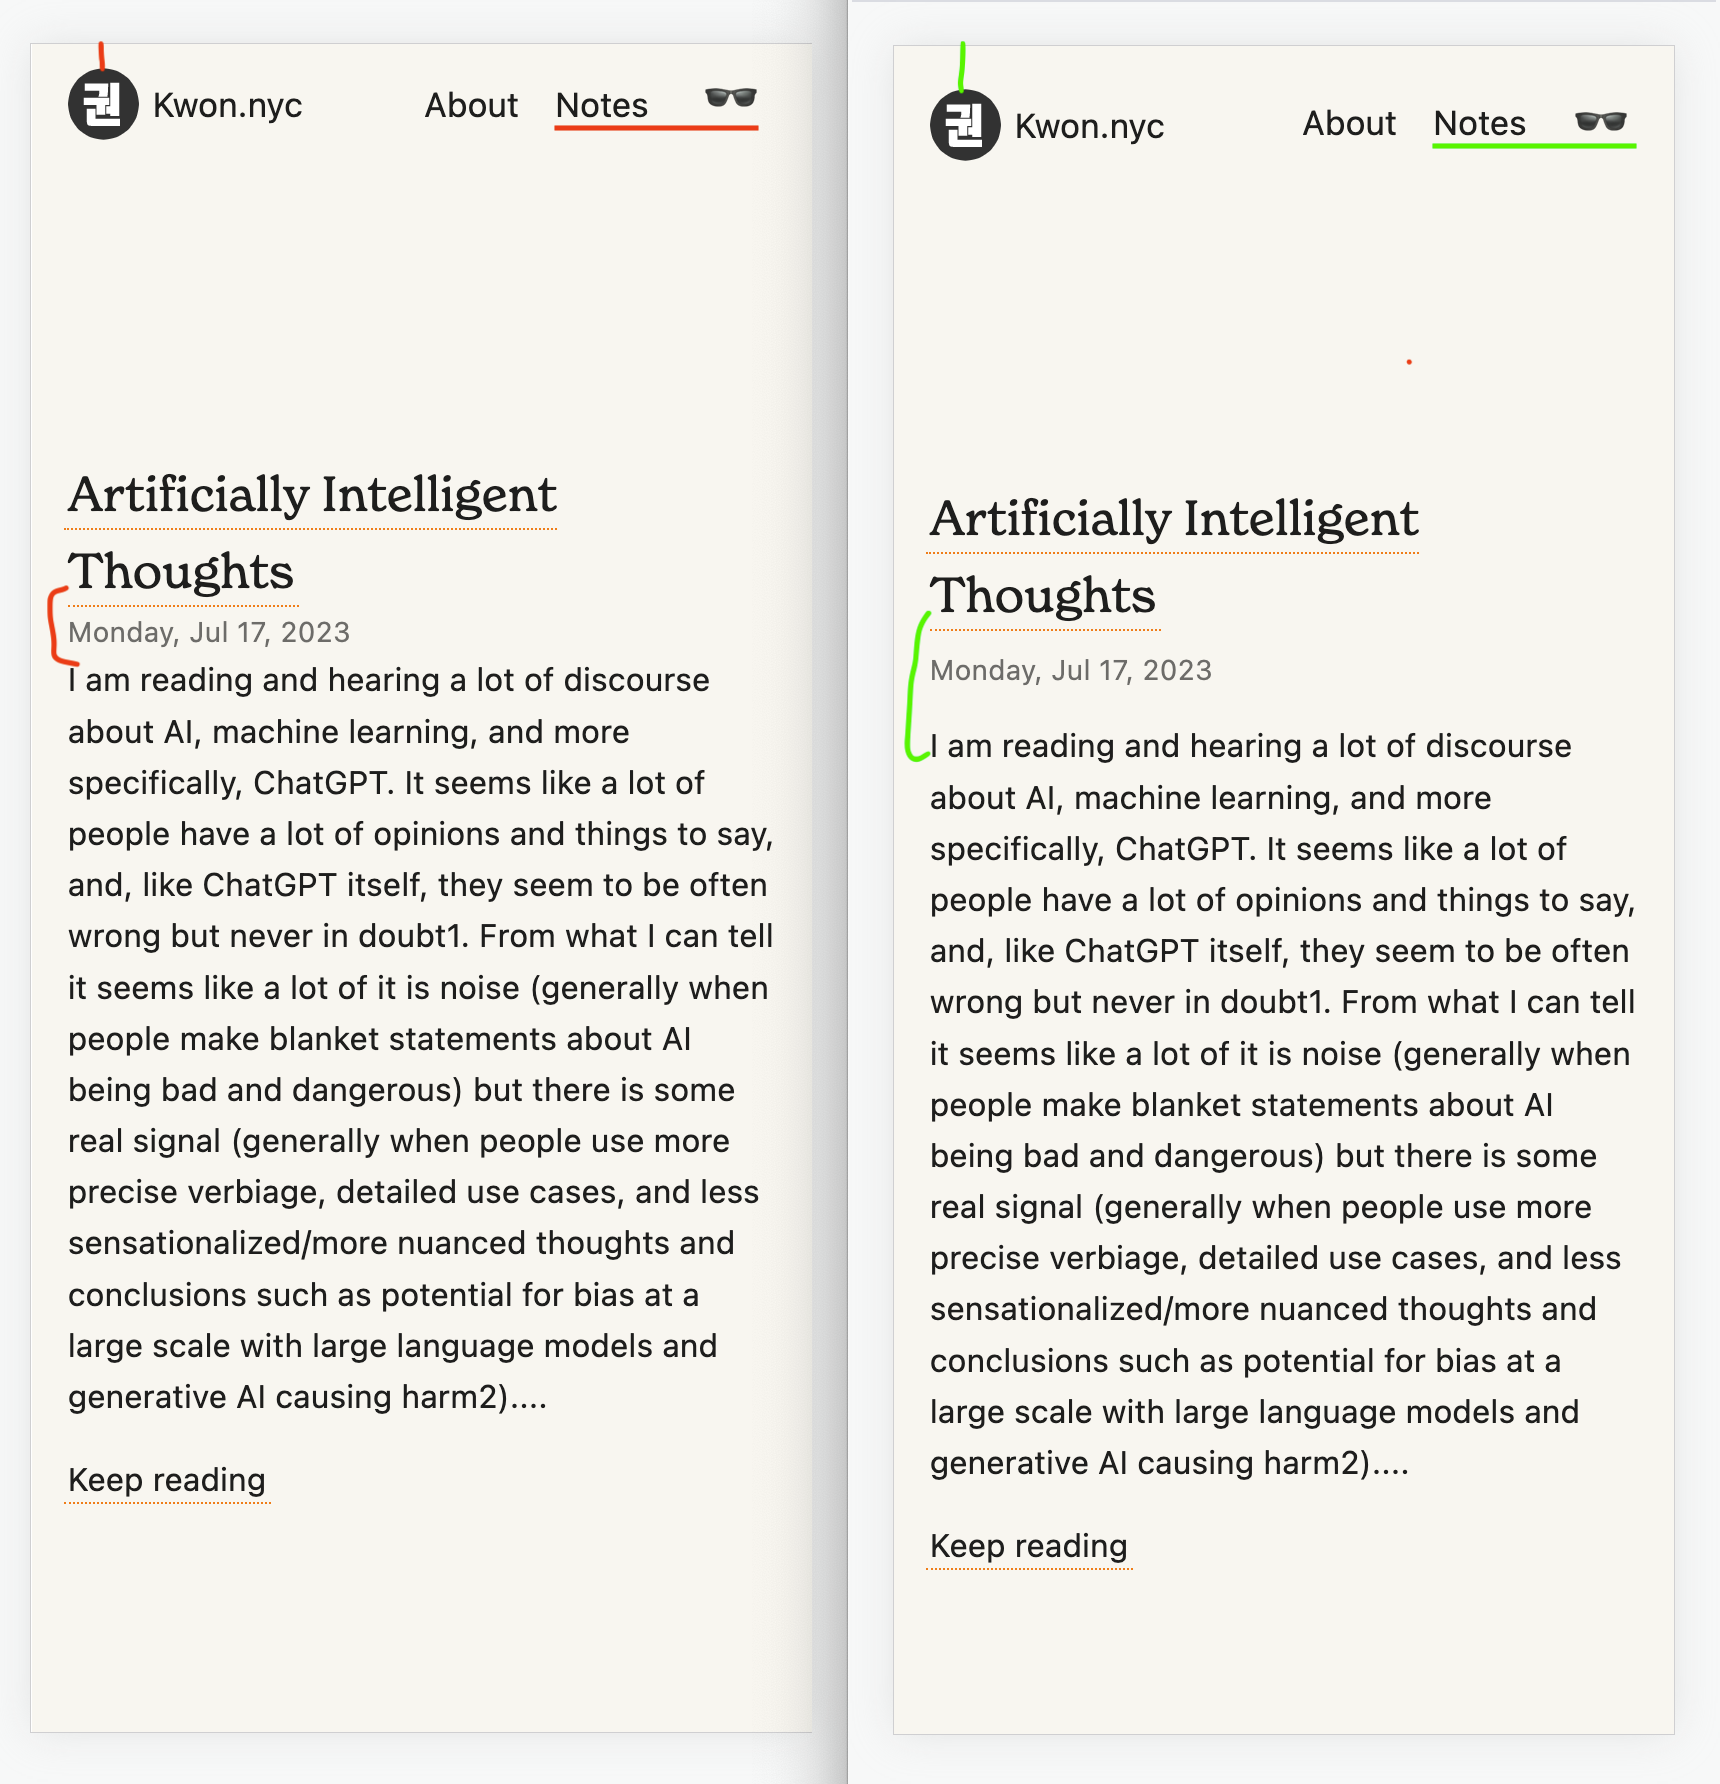 권 Kwon.nyc About Notes 🕶️
Artificially Intelligent
Thoughts
Monday, Jul 17, 2023
I am reading and hearing a lot of discourse
about AI, machine learning, and more
specifically, ChatGPT. It seems like a lot of
people have a lot of opinions and things to say,
and, like ChatGPT itself, they seem to be often
wrong but never in doubt1. From what I can tell
it seems like a lot of it is noise (generally when
people make blanket statements about AI
being bad and dangerous) but there is some
real signal (generally when people use more
precise verbiage, detailed use cases, and less
sensationalized/more nuanced thoughts and
conclusions such as potential for bias at a
large scale with large language models and
generative AI causing harm2)....
Keep reading
권 Kwon.nyc About Notes 🕶️
Artificially Intelligent
Thoughts
Monday, Jul 17, 2023
I am reading and hearing a lot of discourse
about AI, machine learning, and more
specifically, ChatGPT. It seems like a lot of
people have a lot of opinions and things to say,
and, like ChatGPT itself, they seem to be often
wrong but never in doubt1. From what I can tell
it seems like a lot of it is noise (generally when
people make blanket statements about AI
being bad and dangerous) but there is some
real signal (generally when people use more
precise verbiage, detailed use cases, and less
sensationalized/more nuanced thoughts and
conclusions such as potential for bias at a
large scale with large language models and
generative AI causing harm2)....
Keep reading